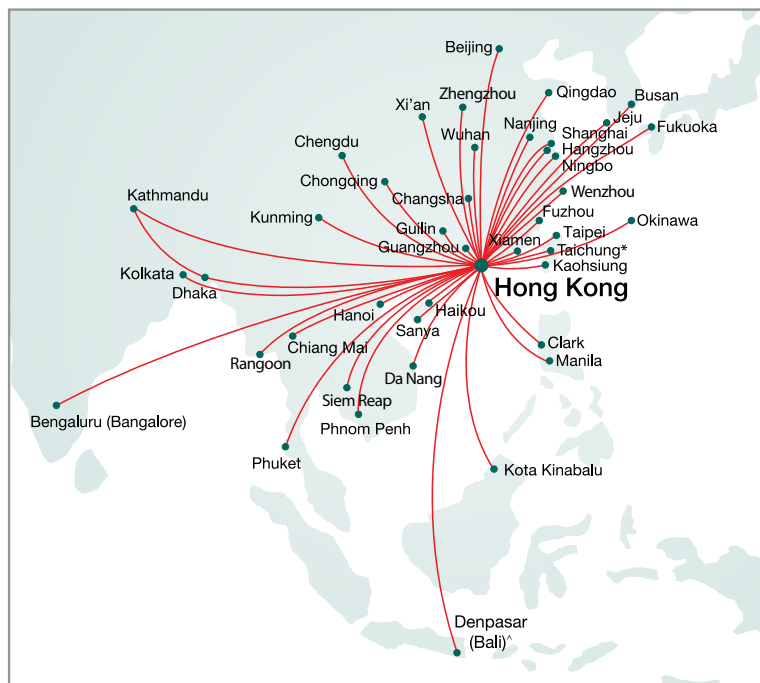 Beijing
Zhengzhou
Qingdao
Busan
Xi'an
Nanjing
Jeju
Shanghai
Fukuoka
Wuhan
Hangzhou
Chengdu
Ningbo
Chongqing
Kathmandu
Changsha
Wenzhou
Kunming
Fuzhou
Okinawa
Guilin
Taipei
Guangzhou
Xiamen
Taichung*
Kaohsiung
Kolkata
Dhaka
Hong Kong
Hanoi
Haikou
Sanya
Chiang Mai
Clark
Rangoon
Manila
Da Nang
Siem Reap
Bengaluru (Bangalore)
Phnom Penh
Phuket
Kota Kinabalu
Denpasar
(Bali)^